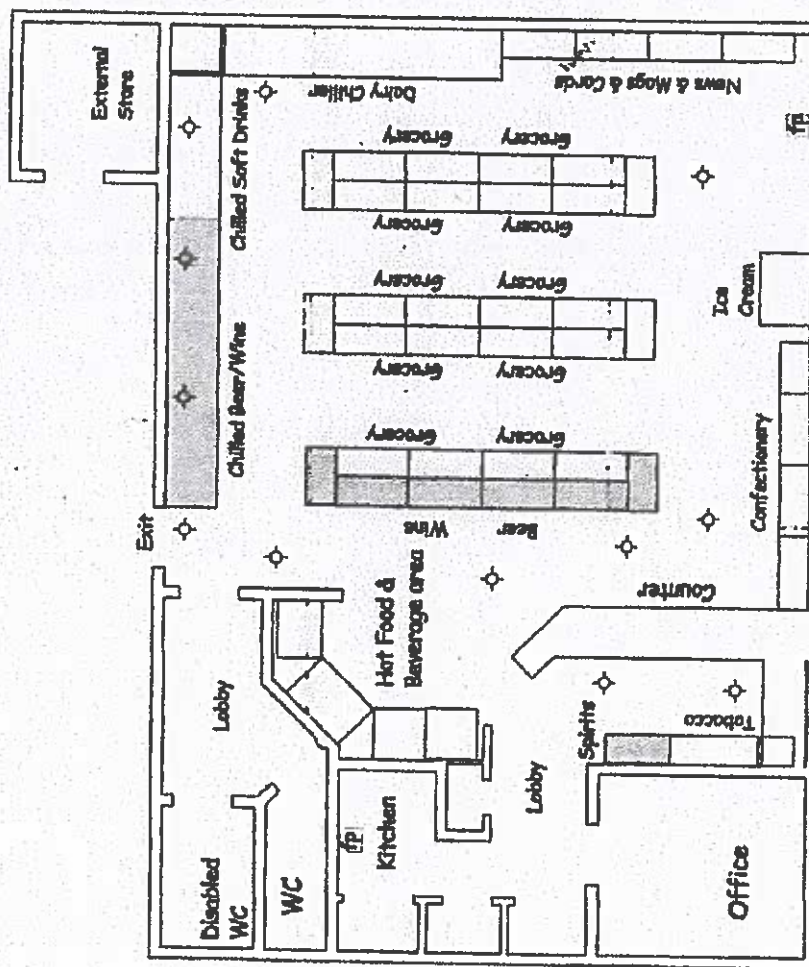 External
Store
Chilled Soft Drinks
Dairy Chiller
News & Mags & Cards
fp
Grocery
Grocery
Grocery
Grocery
Chilled Beer/Wine
Grocery
Grocery
Grocery
Grocery
Ice
Cream
Grocery
Grocery
Exit
Wine
Beer
Confectionery
Hot Food &
Beverage area
Counter
Lobby
Spirits
Tobacco
Lobby
Disabled
WC
WC
fp
Kitchen
Office